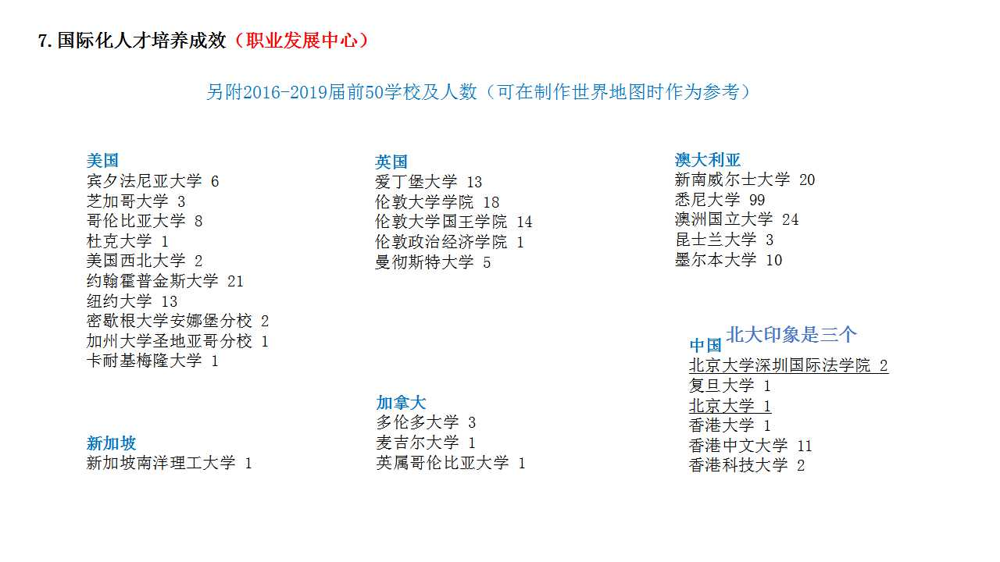 7.国际化人才培养成效（职业发展中心）
另附2016-2019届前50学校及人数（可在制作世界地图时作为参考）
美国
宾夕法尼亚大学 6
芝加哥大学 3
哥伦比亚大学 8
杜克大学 1
美国西北大学 2
约翰霍普金斯大学 21
纽约大学 13
密歇根大学安娜堡分校 2
加州大学圣地亚哥分校 1
卡耐基梅隆大学 1
英国
爱丁堡大学 13
伦敦大学学院 18
伦敦大学国王学院 14
伦敦政治经济学院 1
曼彻斯特大学 5
澳大利亚
新南威尔士大学 20
悉尼大学 99
澳洲国立大学 24
昆士兰大学 3
墨尔本大学 10
新加坡
新加坡南洋理工大学 1
加拿大
多伦多大学 3
麦吉尔大学 1
英属哥伦比亚大学 1
北大印象是三个
中国
北京大学深圳国际法学院 2
复旦大学 1
北京大学 1
香港大学 1
香港中文大学 11
香港科技大学 2